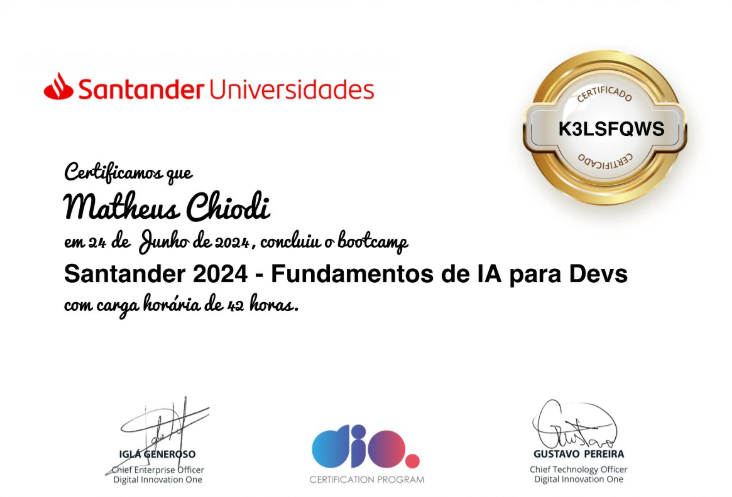 Santander Universidades
CERTIFICADO
K3LSFQWS
CERTIFICADO
Certificamos que
Matheus Chiodi
em 24 de Junho de 2024, concluiu o bootcamp
Santander 2024 - Fundamentos de IA para Devs
com carga horária de 42 horas.
IGLÁ GENEROSO
Chief Enterprise Officer
Digital Innovation One
dio.
CERTIFICATION PROGRAM
GUSTAVO PEREIRA
Chief Technology Officer
Digital Innovation One